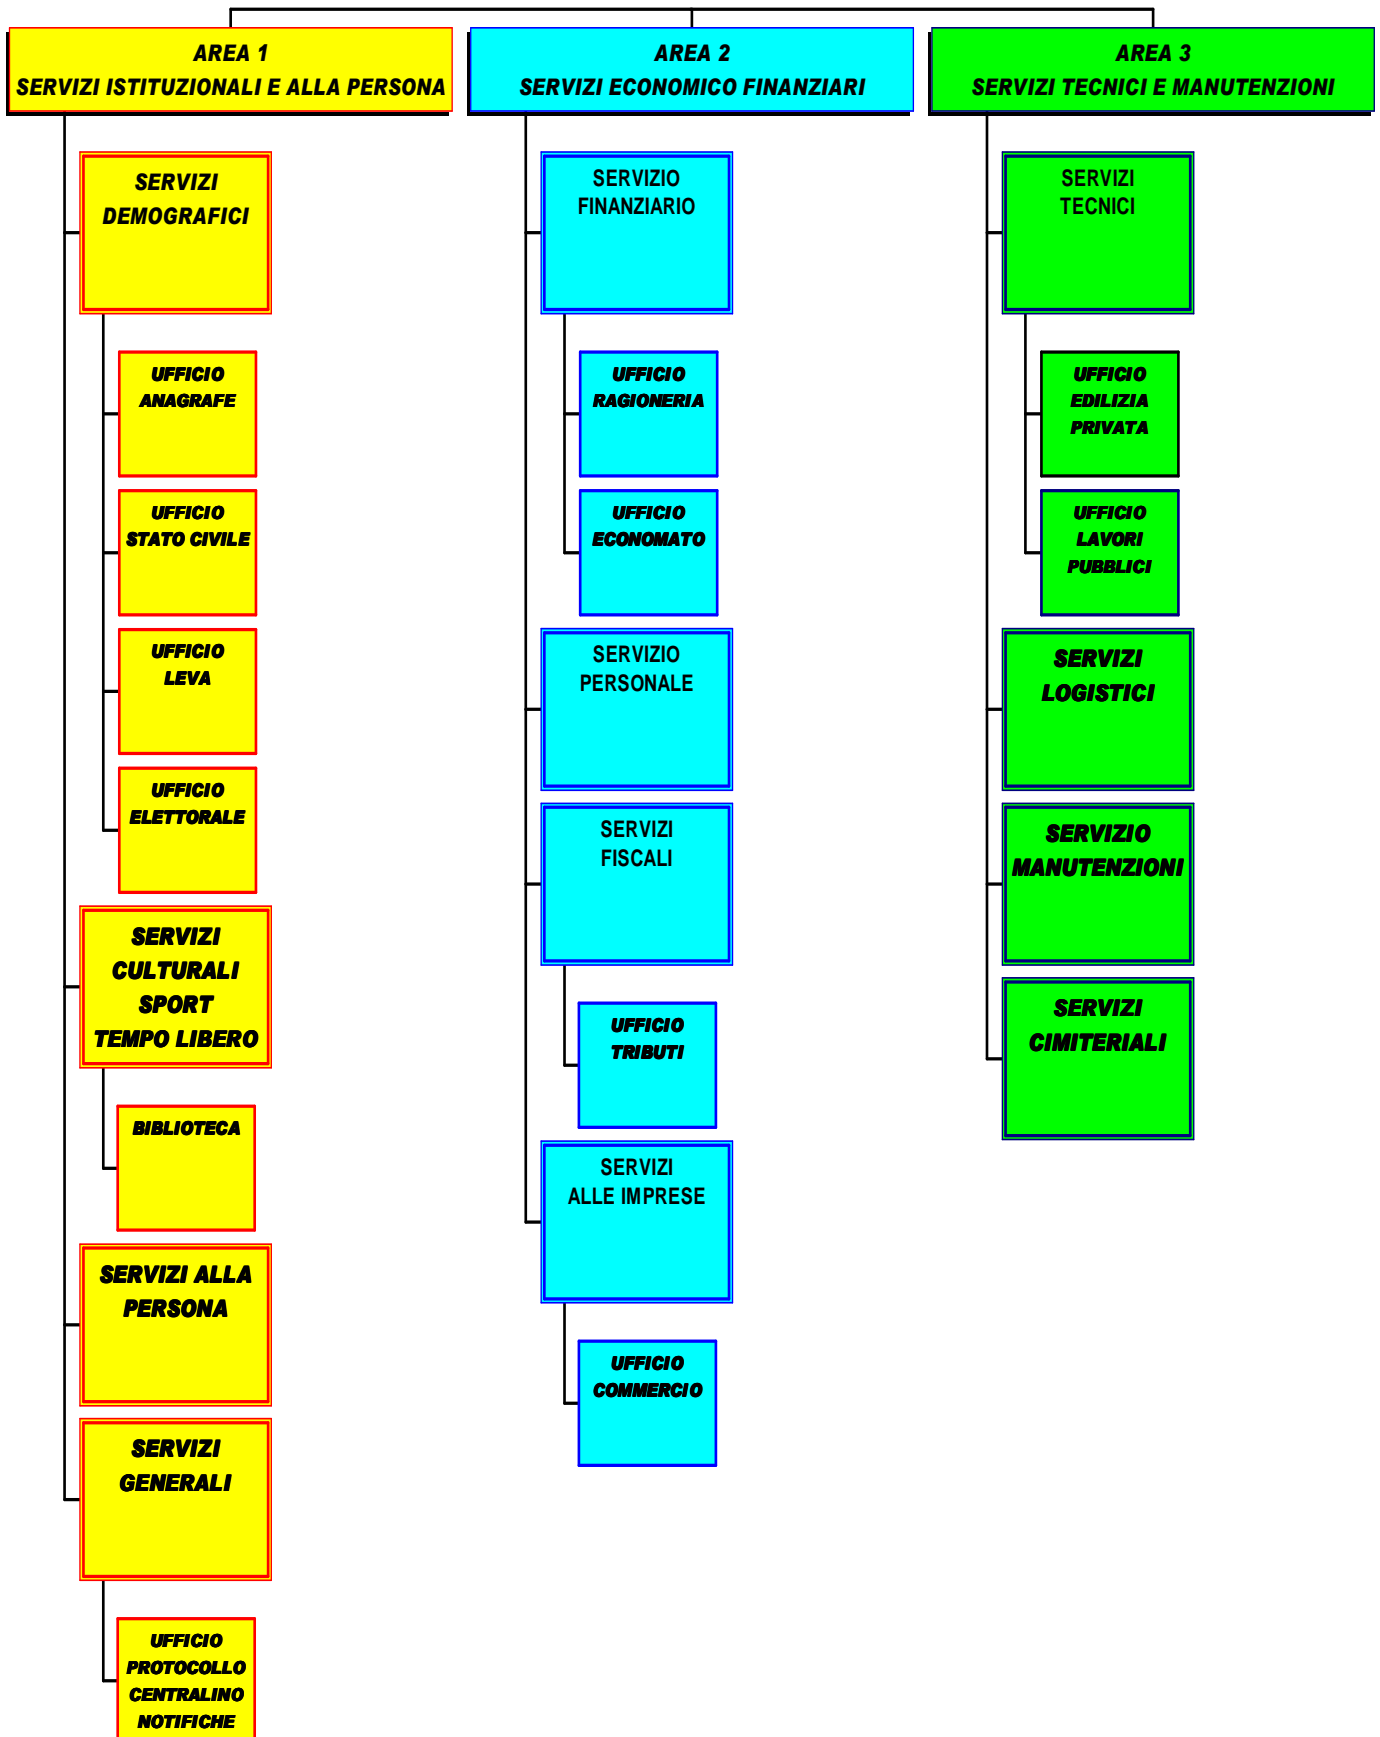 AREA 1
SERVIZI ISTITUZIONALI E ALLA PERSONA
SERVIZI
DEMOGRAFICI
UFFICIO
ANAGRAFE
UFFICIO
STATO CIVILE
UFFICIO
LEVA
UFFICIO
ELETTORALE
SERVIZI
CULTURALI
SPORT
TEMPO LIBERO
BIBLIOTECA
SERVIZI ALLA
PERSONA
SERVIZI
GENERALI
UFFICIO
PROTOCOLLO
CENTRALINO
NOTIFICHE
AREA 2
SERVIZI ECONOMICO FINANZIARI
SERVIZIO
FINANZIARIO
UFFICIO
RAGIONERIA
UFFICIO
ECONOMATO
SERVIZIO
PERSONALE
SERVIZI
FISCALI
UFFICIO
TRIBUTI
SERVIZI
ALLE IMPRESE
UFFICIO
COMMERCIO
AREA 3
SERVIZI TECNICI E MANUTENZIONI
SERVIZI
TECNICI
UFFICIO
EDILIZIA
PRIVATA
UFFICIO
LAVORI
PUBBLICI
SERVIZI
LOGISTICI
SERVIZIO
MANUTENZIONI
SERVIZI
CIMITERIALI